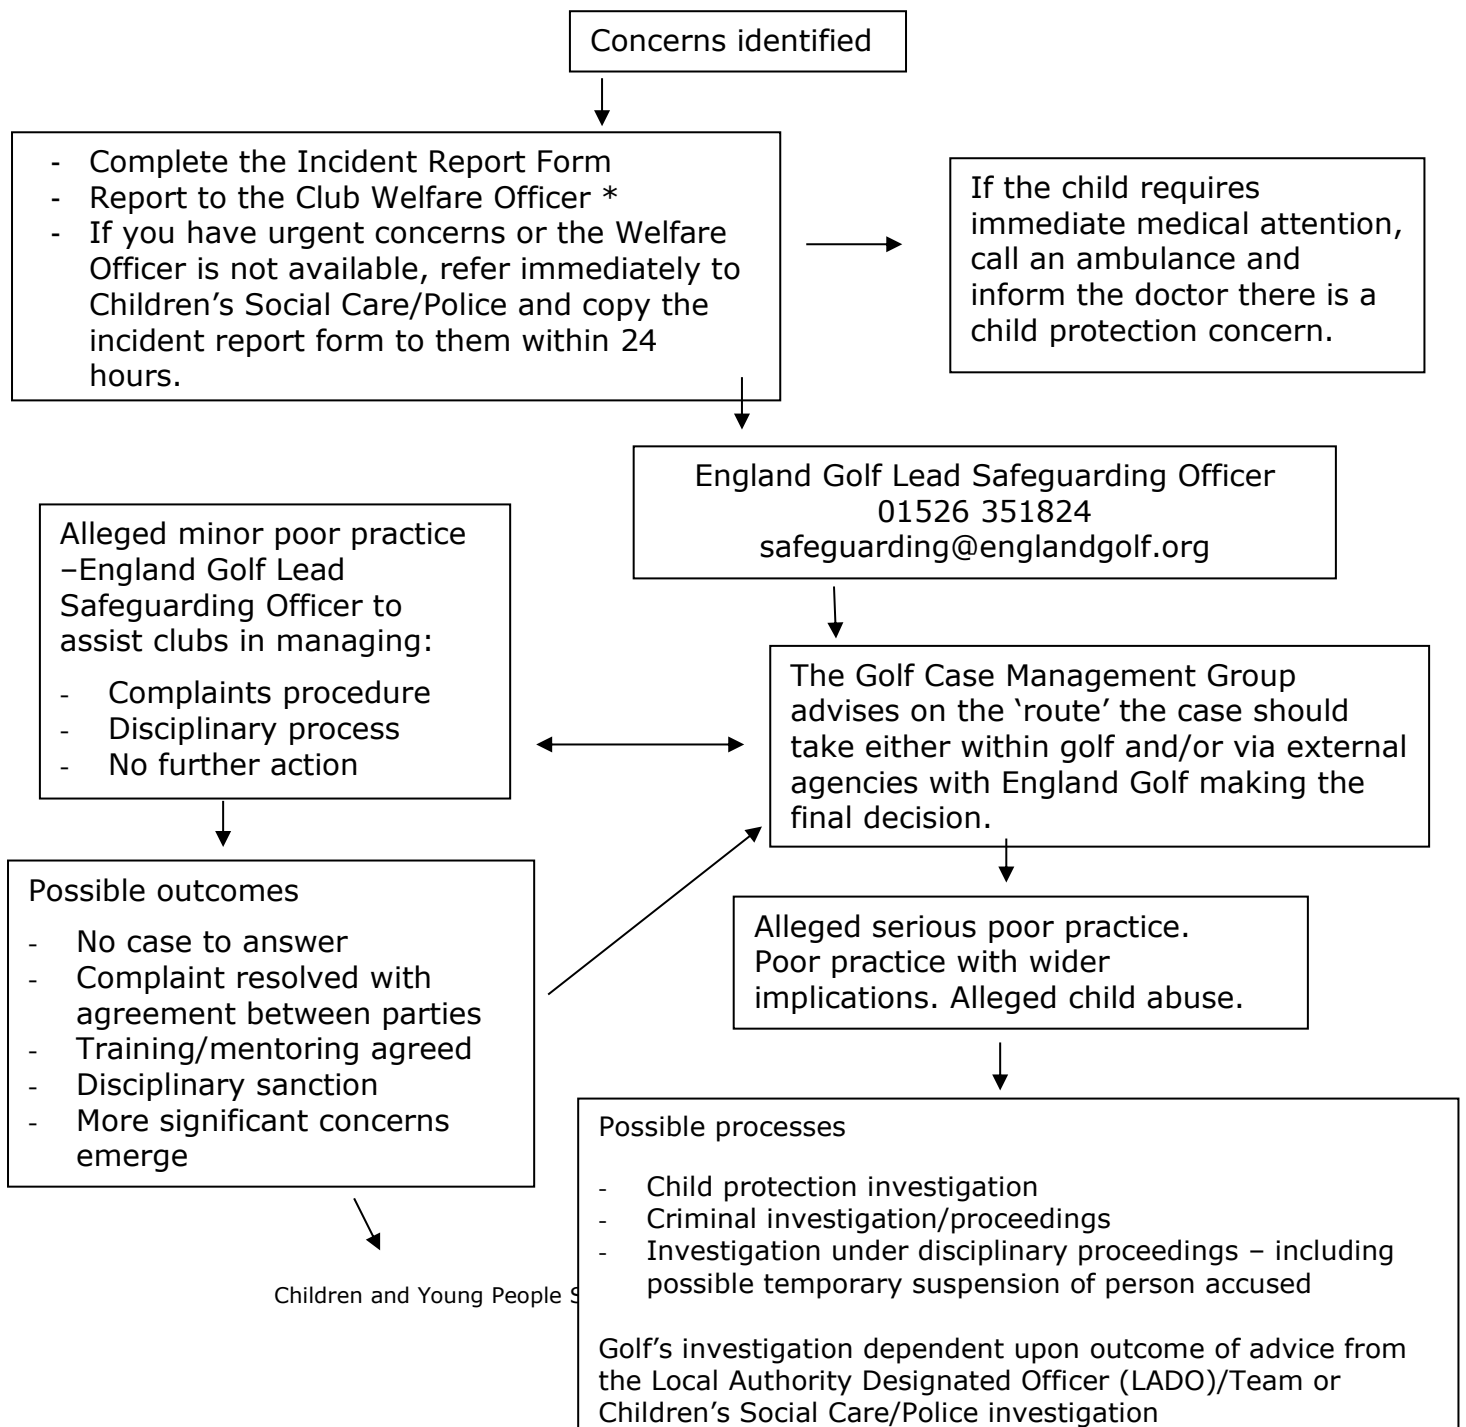 Concerns identified
- Complete the Incident Report Form
- Report to the Club Welfare Officer *
- If you have urgent concerns or the Welfare
Officer is not available, refer immediately to
Children's Social Care/Police and copy the
incident report form to them within 24
hours.
If the child requires
immediate medical attention,
call an ambulance and
inform the doctor there is a
child protection concern.
England Golf Lead Safeguarding Officer
01526 351824
safeguarding@englandgolf.org
Alleged minor poor practice
–England Golf Lead
Safeguarding Officer to
assist clubs in managing:
- Complaints procedure
- Disciplinary process
- No further action
The Golf Case Management Group
advises on the ‘route’ the case should
take either within golf and/or via external
agencies with England Golf making the
final decision.
Possible outcomes
- No case to answer
- Complaint resolved with
agreement between parties
- Training/mentoring agreed
- Disciplinary sanction
- More significant concerns
emerge
Alleged serious poor practice.
Poor practice with wider
implications. Alleged child abuse.
Possible processes
- Child protection investigation
- Criminal investigation/proceedings
- Investigation under disciplinary proceedings – including
possible temporary suspension of person accused
Golf’s investigation dependent upon outcome of advice from
the Local Authority Designated Officer (LADO)/Team or
Children’s Social Care/Police investigation
Children and Young People